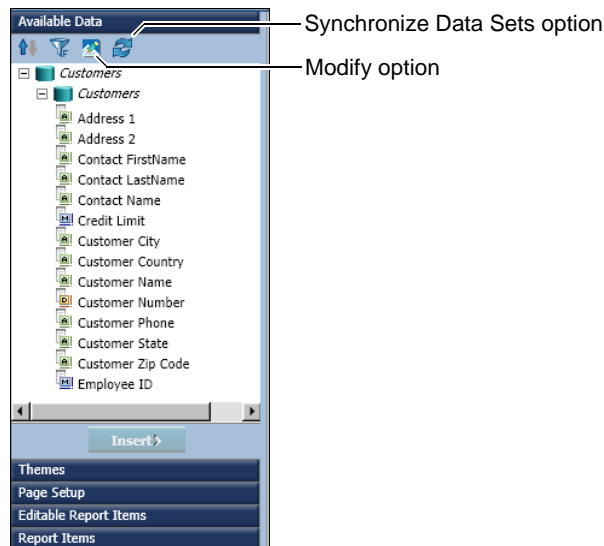 Available Data
Synchronize Data Sets option
Modify option
Customers
Customers
Address 1
Address 2
Contact FirstName
Contact LastName
Contact Name
Credit Limit
Customer City
Customer Country
Customer Name
Customer Number
Customer Phone
Customer State
Customer Zip Code
Employee ID
Insert
Themes
Page Setup
Editable Report Items
Report Items